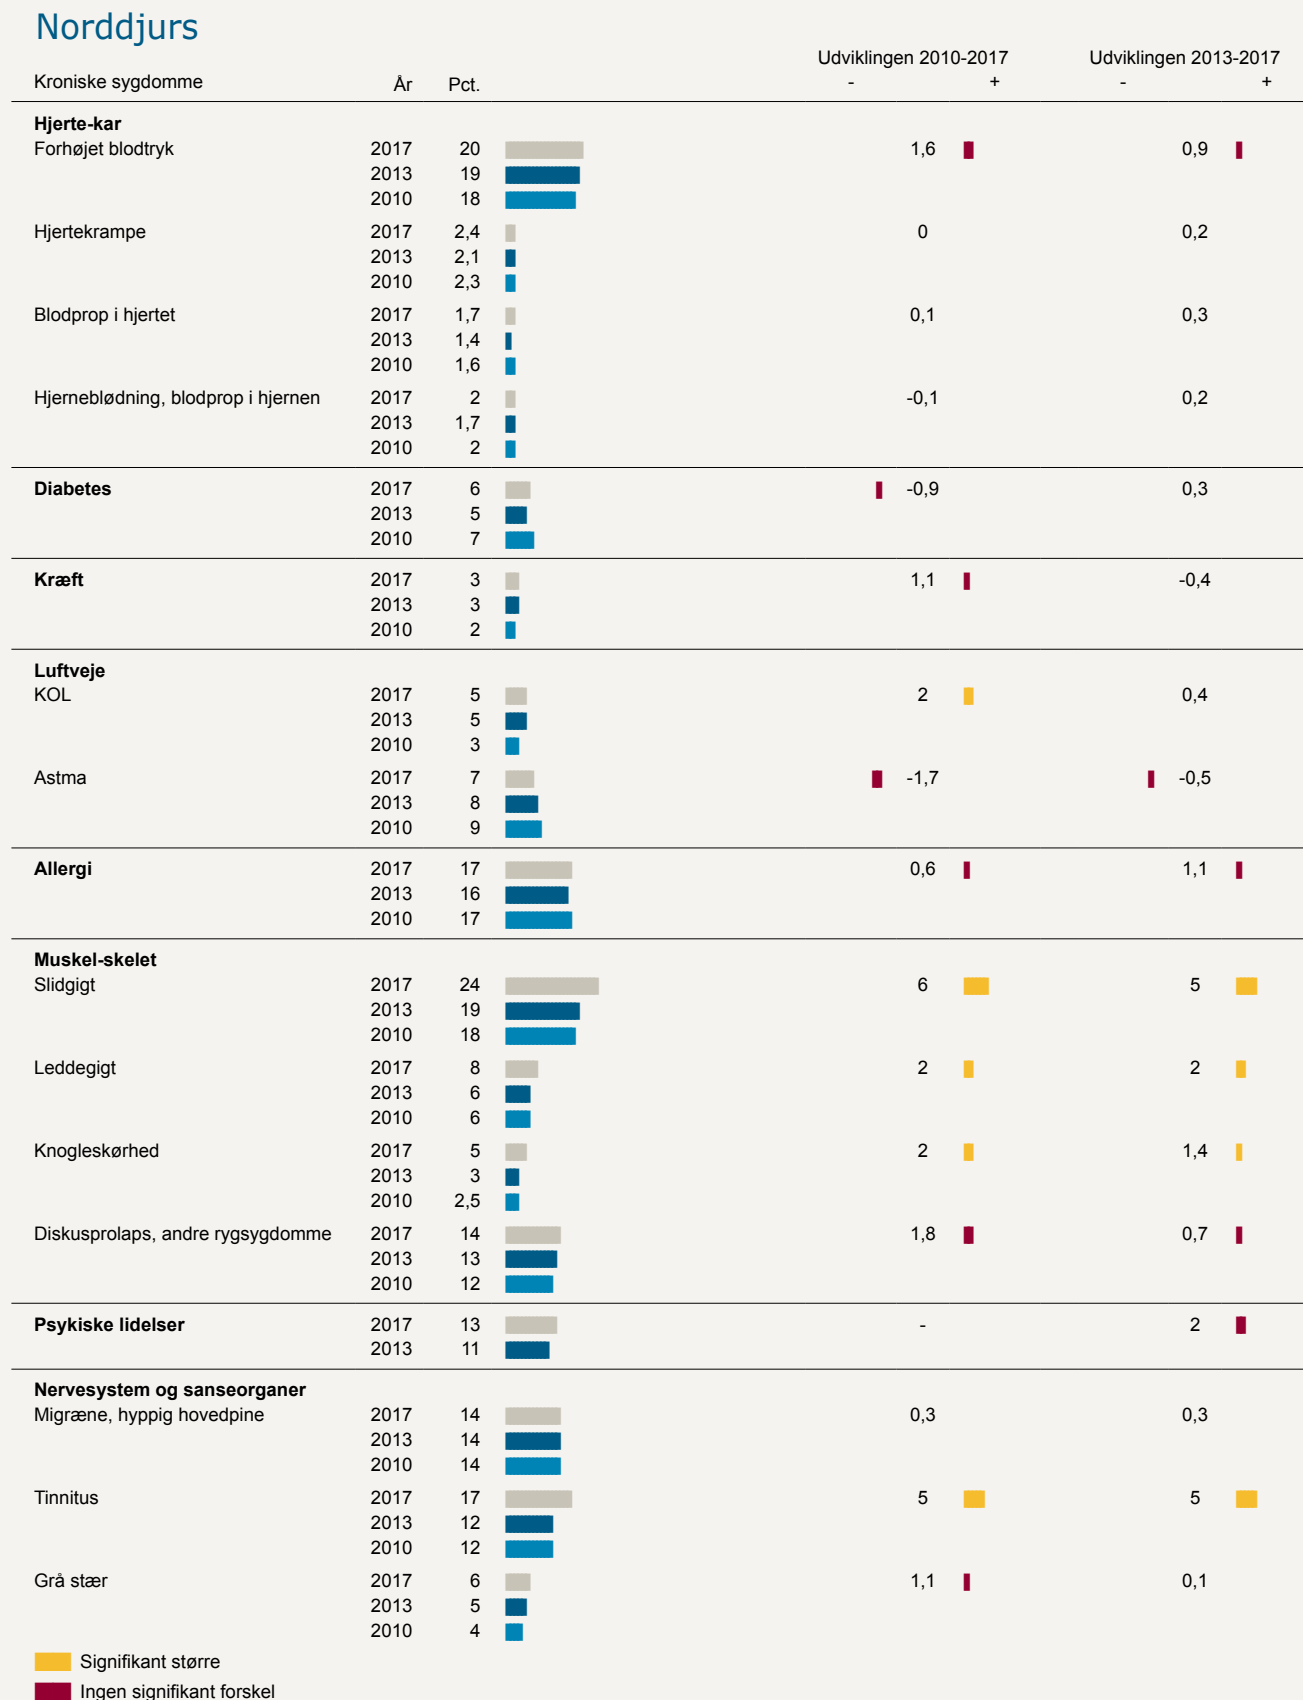 Norddjurs
Udviklingen 2010-2017 Udviklingen 2013-2017
Kroniske sygdomme År Pct. - + - +
Hjerte-kar
Forhøjet blodtryk 2017 20 1,6 0,9
2013 19
2010 18
Hjertekrampe 2017 2,4 0 0,2
2013 2,1
2010 2,3
Blodprop i hjertet 2017 1,7 0,1 0,3
2013 1,4
2010 1,6
Hjerneblødning, blodprop i hjernen 2017 2 -0,1 0,2
2013 1,7
2010 2
Diabetes 2017 6 -0,9 0,3
2013 5
2010 7
Kræft 2017 3 1,1 -0,4
2013 3
2010 2
Luftveje
KOL 2017 5 2 0,4
2013 5
2010 3
Astma 2017 7 -1,7 -0,5
2013 8
2010 9
Allergi 2017 17 0,6 1,1
2013 16
2010 17
Muskel-skelet
Slidgigt 2017 24 6 5
2013 19
2010 18
Leddegigt 2017 8 2 2
2013 6
2010 6
Knogleskørhed 2017 5 2 1,4
2013 3
2010 2,5
Diskusprolaps, andre rygsygdomme 2017 14 1,8 0,7
2013 13
2010 12
Psykiske lidelser 2017 13 - 2
2013 11
Nervesystem og sanseorganer
Migræne, hyppig hovedpine 2017 14 0,3 0,3
2013 14
2010 14
Tinnitus 2017 17 5 5
2013 12
2010 12
Grå stær 2017 6 1,1 0,1
2013 5
2010 4
Signifikant større
Ingen signifikant forskel